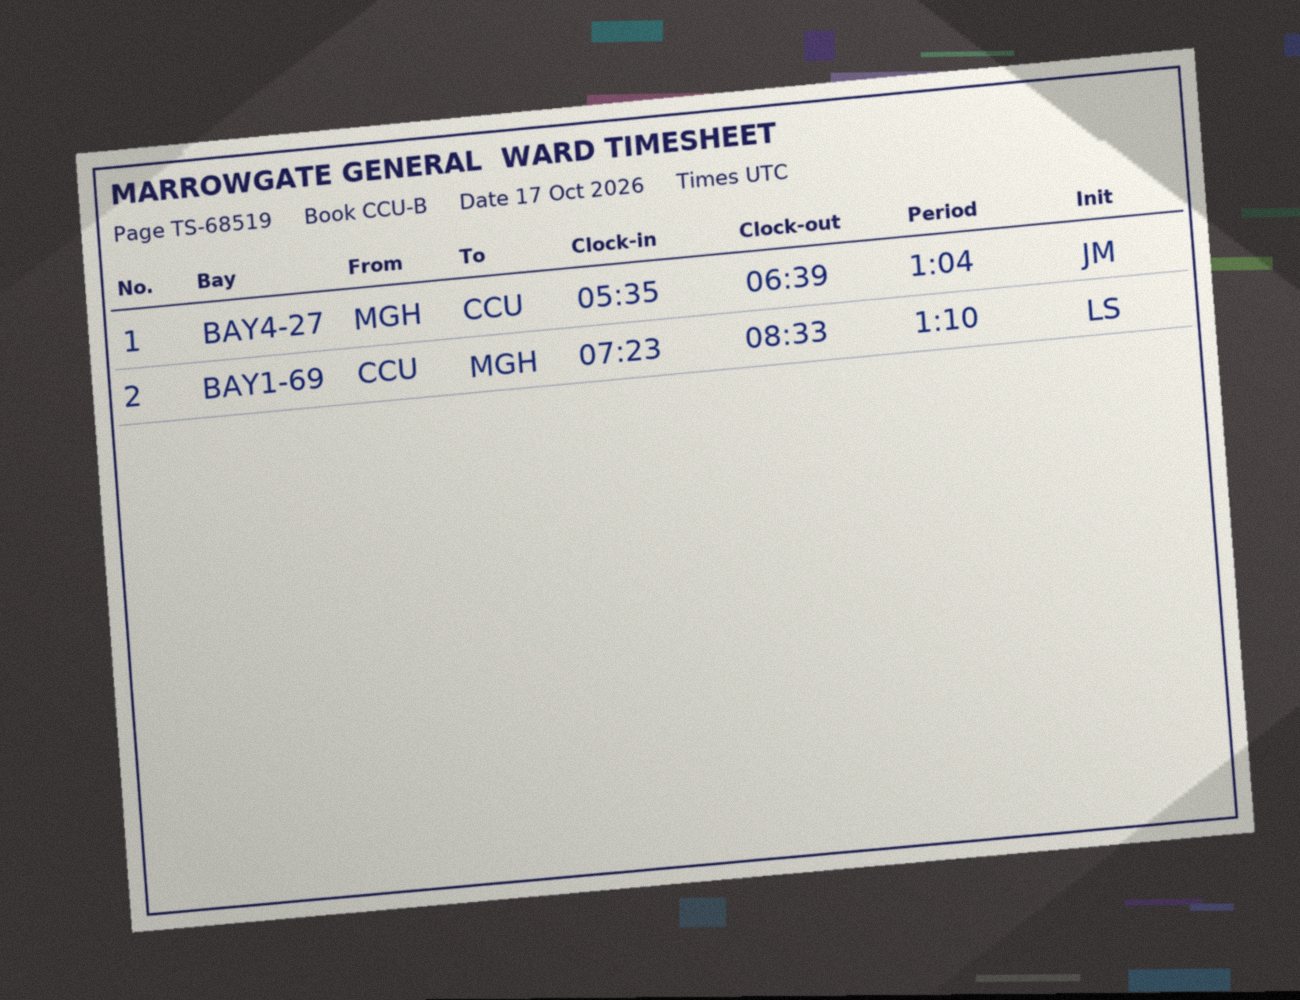 MARROWGATE GENERAL WARD TIMESHEET
Page TS-68519 Book CCU-B Date 17 Oct 2026 Times UTC
No. Bay From To Clock-in Clock-out Period Init
1 BAY4-27 MGH CCU 05:35 06:39 1:04 JM
2 BAY1-69 CCU MGH 07:23 08:33 1:10 LS